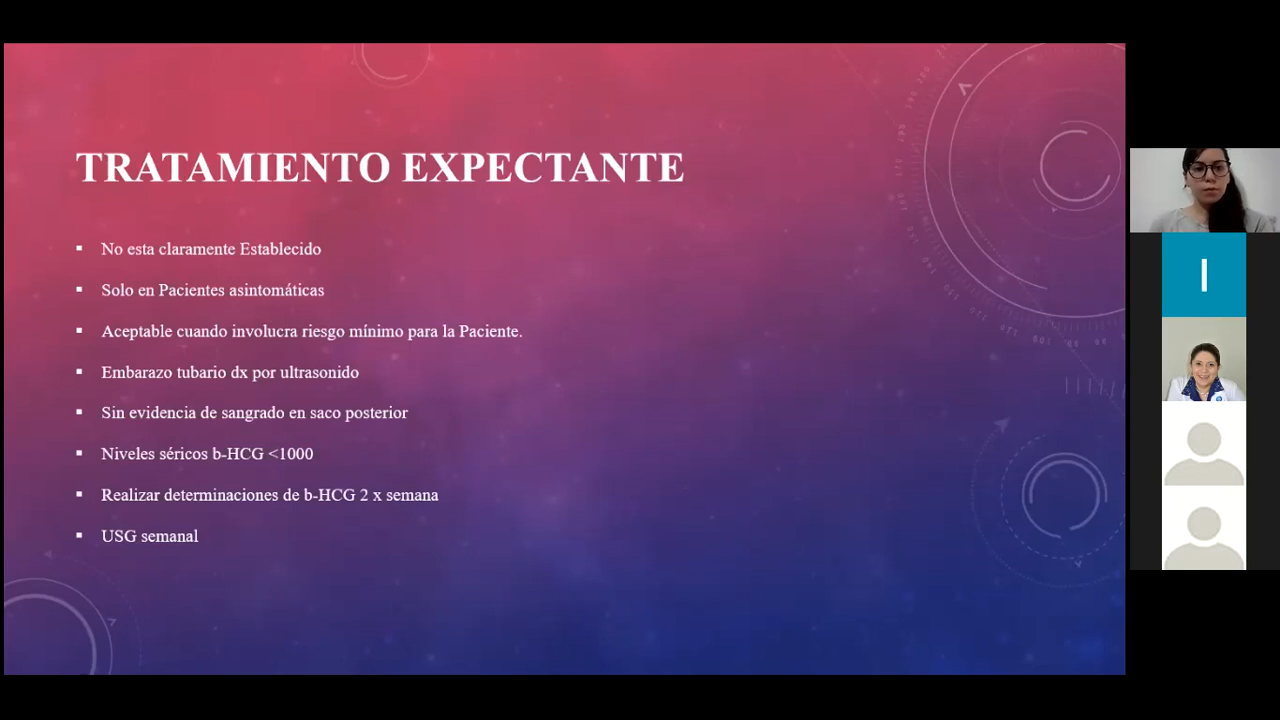 TRATAMIENTO EXPECTANTE
▪ No esta claramente Establecido
▪ Solo en Pacientes asintomáticas
▪ Aceptable cuando involucra riesgo mínimo para la Paciente.
▪ Embarazo tubario dx por ultrasonido
▪ Sin evidencia de sangrado en saco posterior
▪ Niveles séricos b-HCG <1000
▪ Realizar determinaciones de b-HCG 2 x semana
▪ USG semanal
I